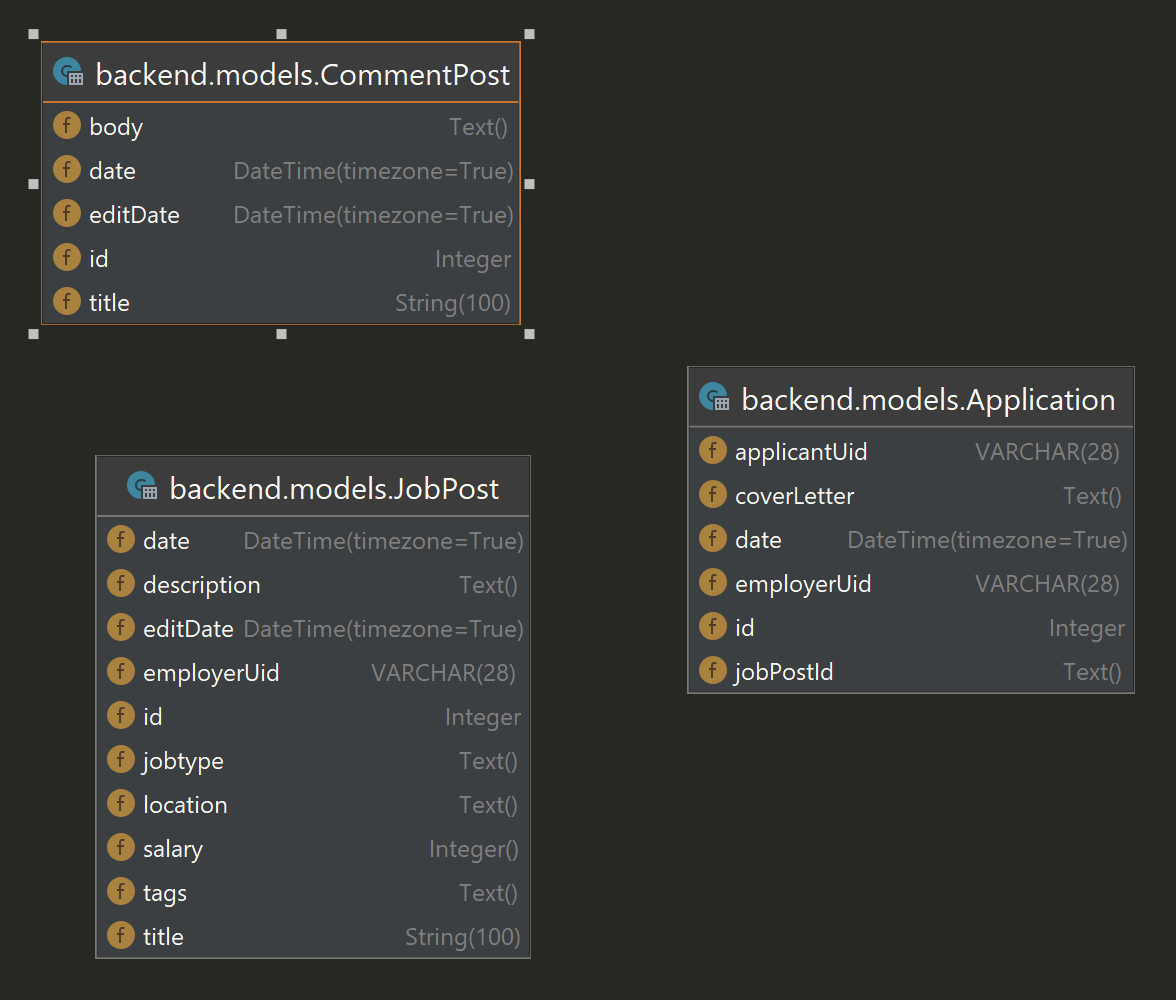 backend.models.CommentPost
f body Text()
f date DateTime(timezone=True)
f editDate DateTime(timezone=True)
f id Integer
f title String(100)
backend.models.JobPost
f date DateTime(timezone=True)
f description Text()
f editDate DateTime(timezone=True)
f employerUid VARCHAR(28)
f id Integer
f jobtype Text()
f location Text()
f salary Integer()
f tags Text()
f title String(100)
backend.models.Application
f applicantUid VARCHAR(28)
f coverLetter Text()
f date DateTime(timezone=True)
f employerUid VARCHAR(28)
f id Integer
f jobPostId Text()